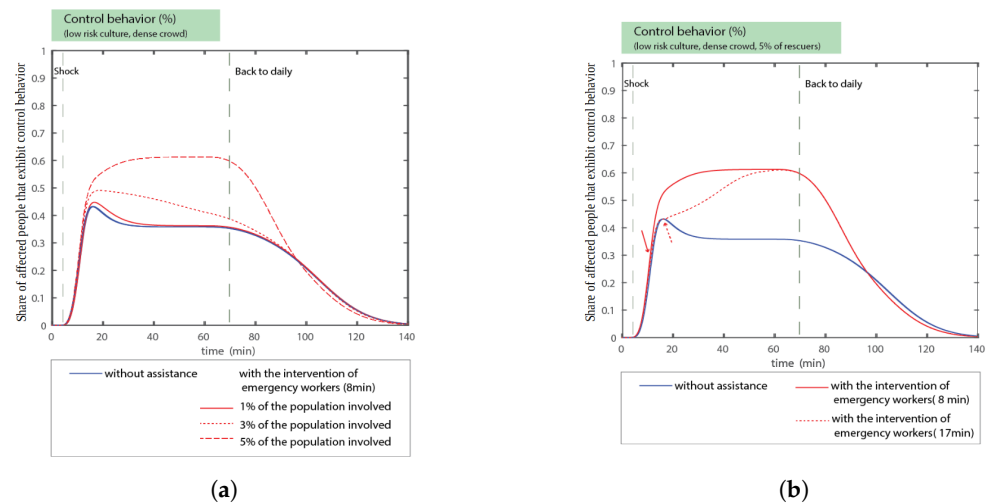 Control behavior (%)
(low risk culture, dense crowd)
Shock
Back to daily
1
0.9
0.8
0.7
0.6
0.5
0.4
0.3
0.2
0.1
0
Share of affected people that exhibit control behavior
0 20 40 60 80 100 120 140
time (min)
without assistance
with the intervention of
emergency workers (8min)
1% of the population involved
3% of the population involved
5% of the population involved
(a)
Control behavior (%)
(low risk culture, dense crowd, 5% of rescuers)
Shock
Back to daily
1
0.9
0.8
0.7
0.6
0.5
0.4
0.3
0.2
0.1
0
Share of affected people that exhibit control behavior
0 20 40 60 80 100 120 140
time (min)
without assistance
with the intervention of
emergency workers( 8 min)
with the intervention of
emergency workers( 17min)
(b)